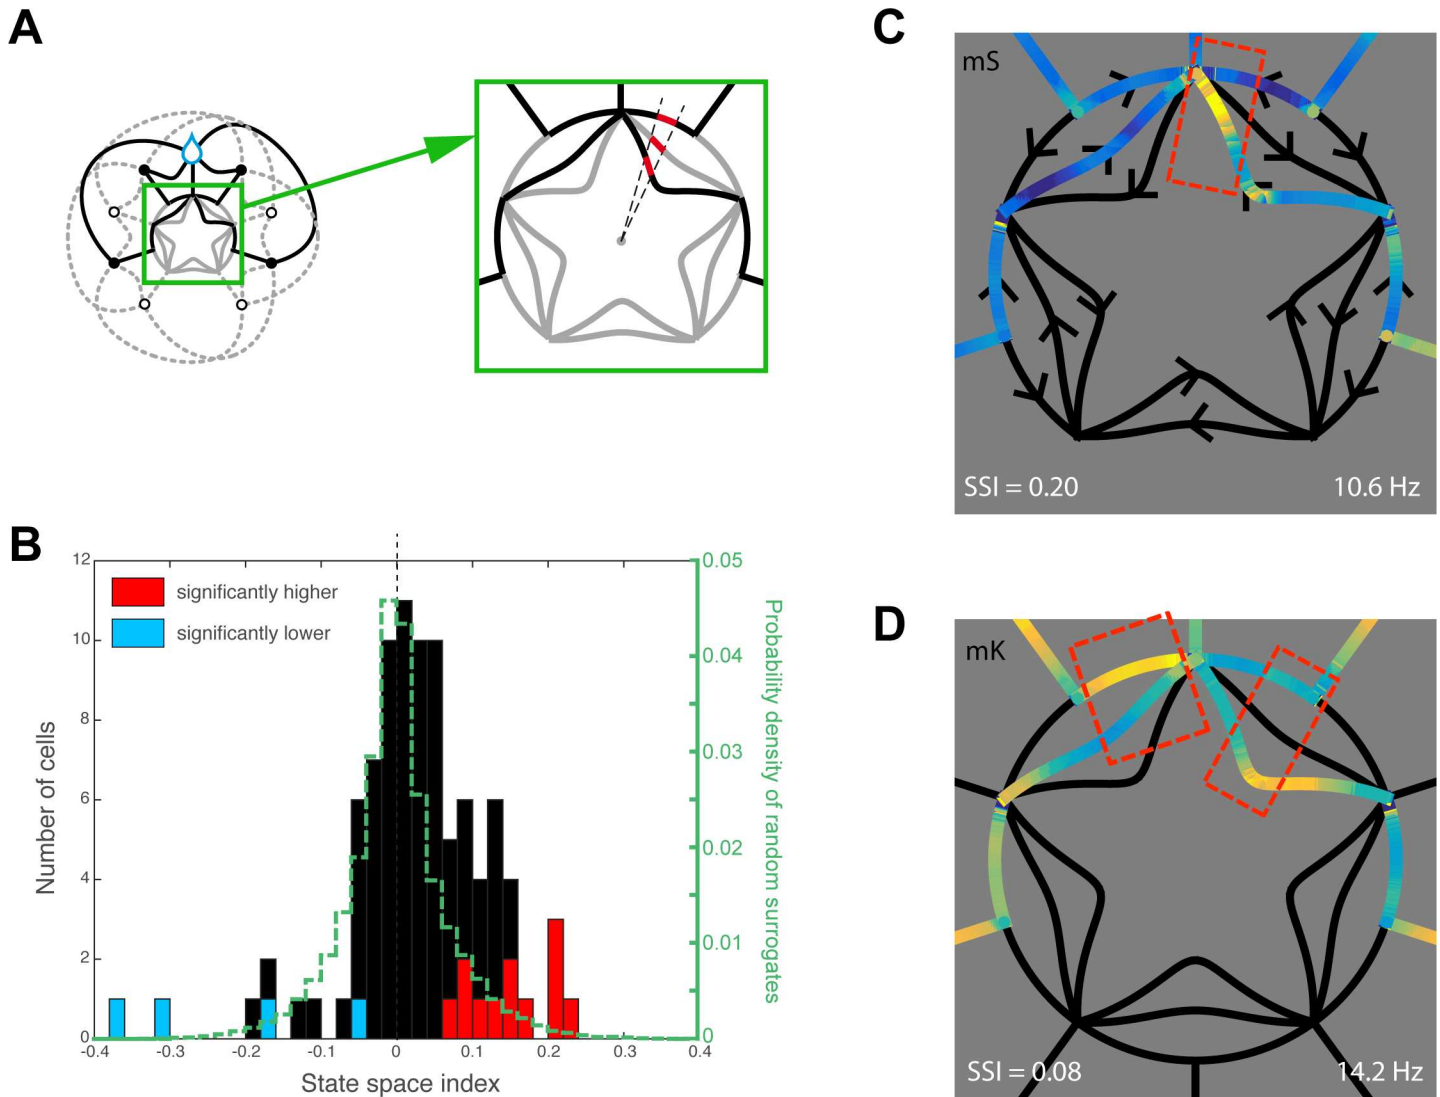 A
B
12
10
8
6
4
2
0
significantly higher
significantly lower
Number of cells
-0.4
-0.3
-0.2
-0.1
0
0.1
0.2
0.3
0.4
State space index
0.05
0.04
0.03
0.02
0.01
0
Probability density of random surrogates
C
mS
SSI = 0.20
10.6 Hz
D
mK
SSI = 0.08
14.2 Hz